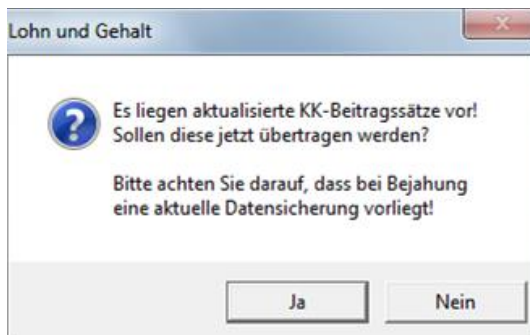 Lohn und Gehalt
Es liegen aktualisierte KK-Beitragssätze vor!
Sollen diese jetzt übertragen werden?
Bitte achten Sie darauf, dass bei Bejahung
eine aktuelle Datensicherung vorliegt!
Ja
Nein